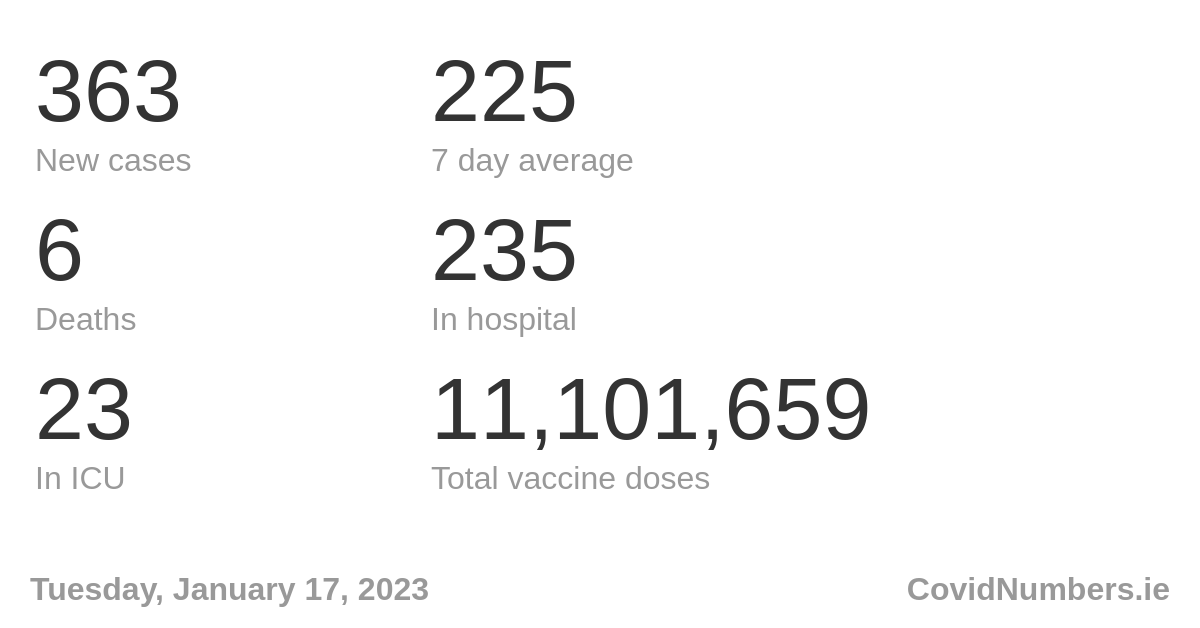 363 225
New cases 7 day average
6 235
Deaths In hospital
23 11,101,659
In ICU Total vaccine doses
Tuesday, January 17, 2023 CovidNumbers.ie